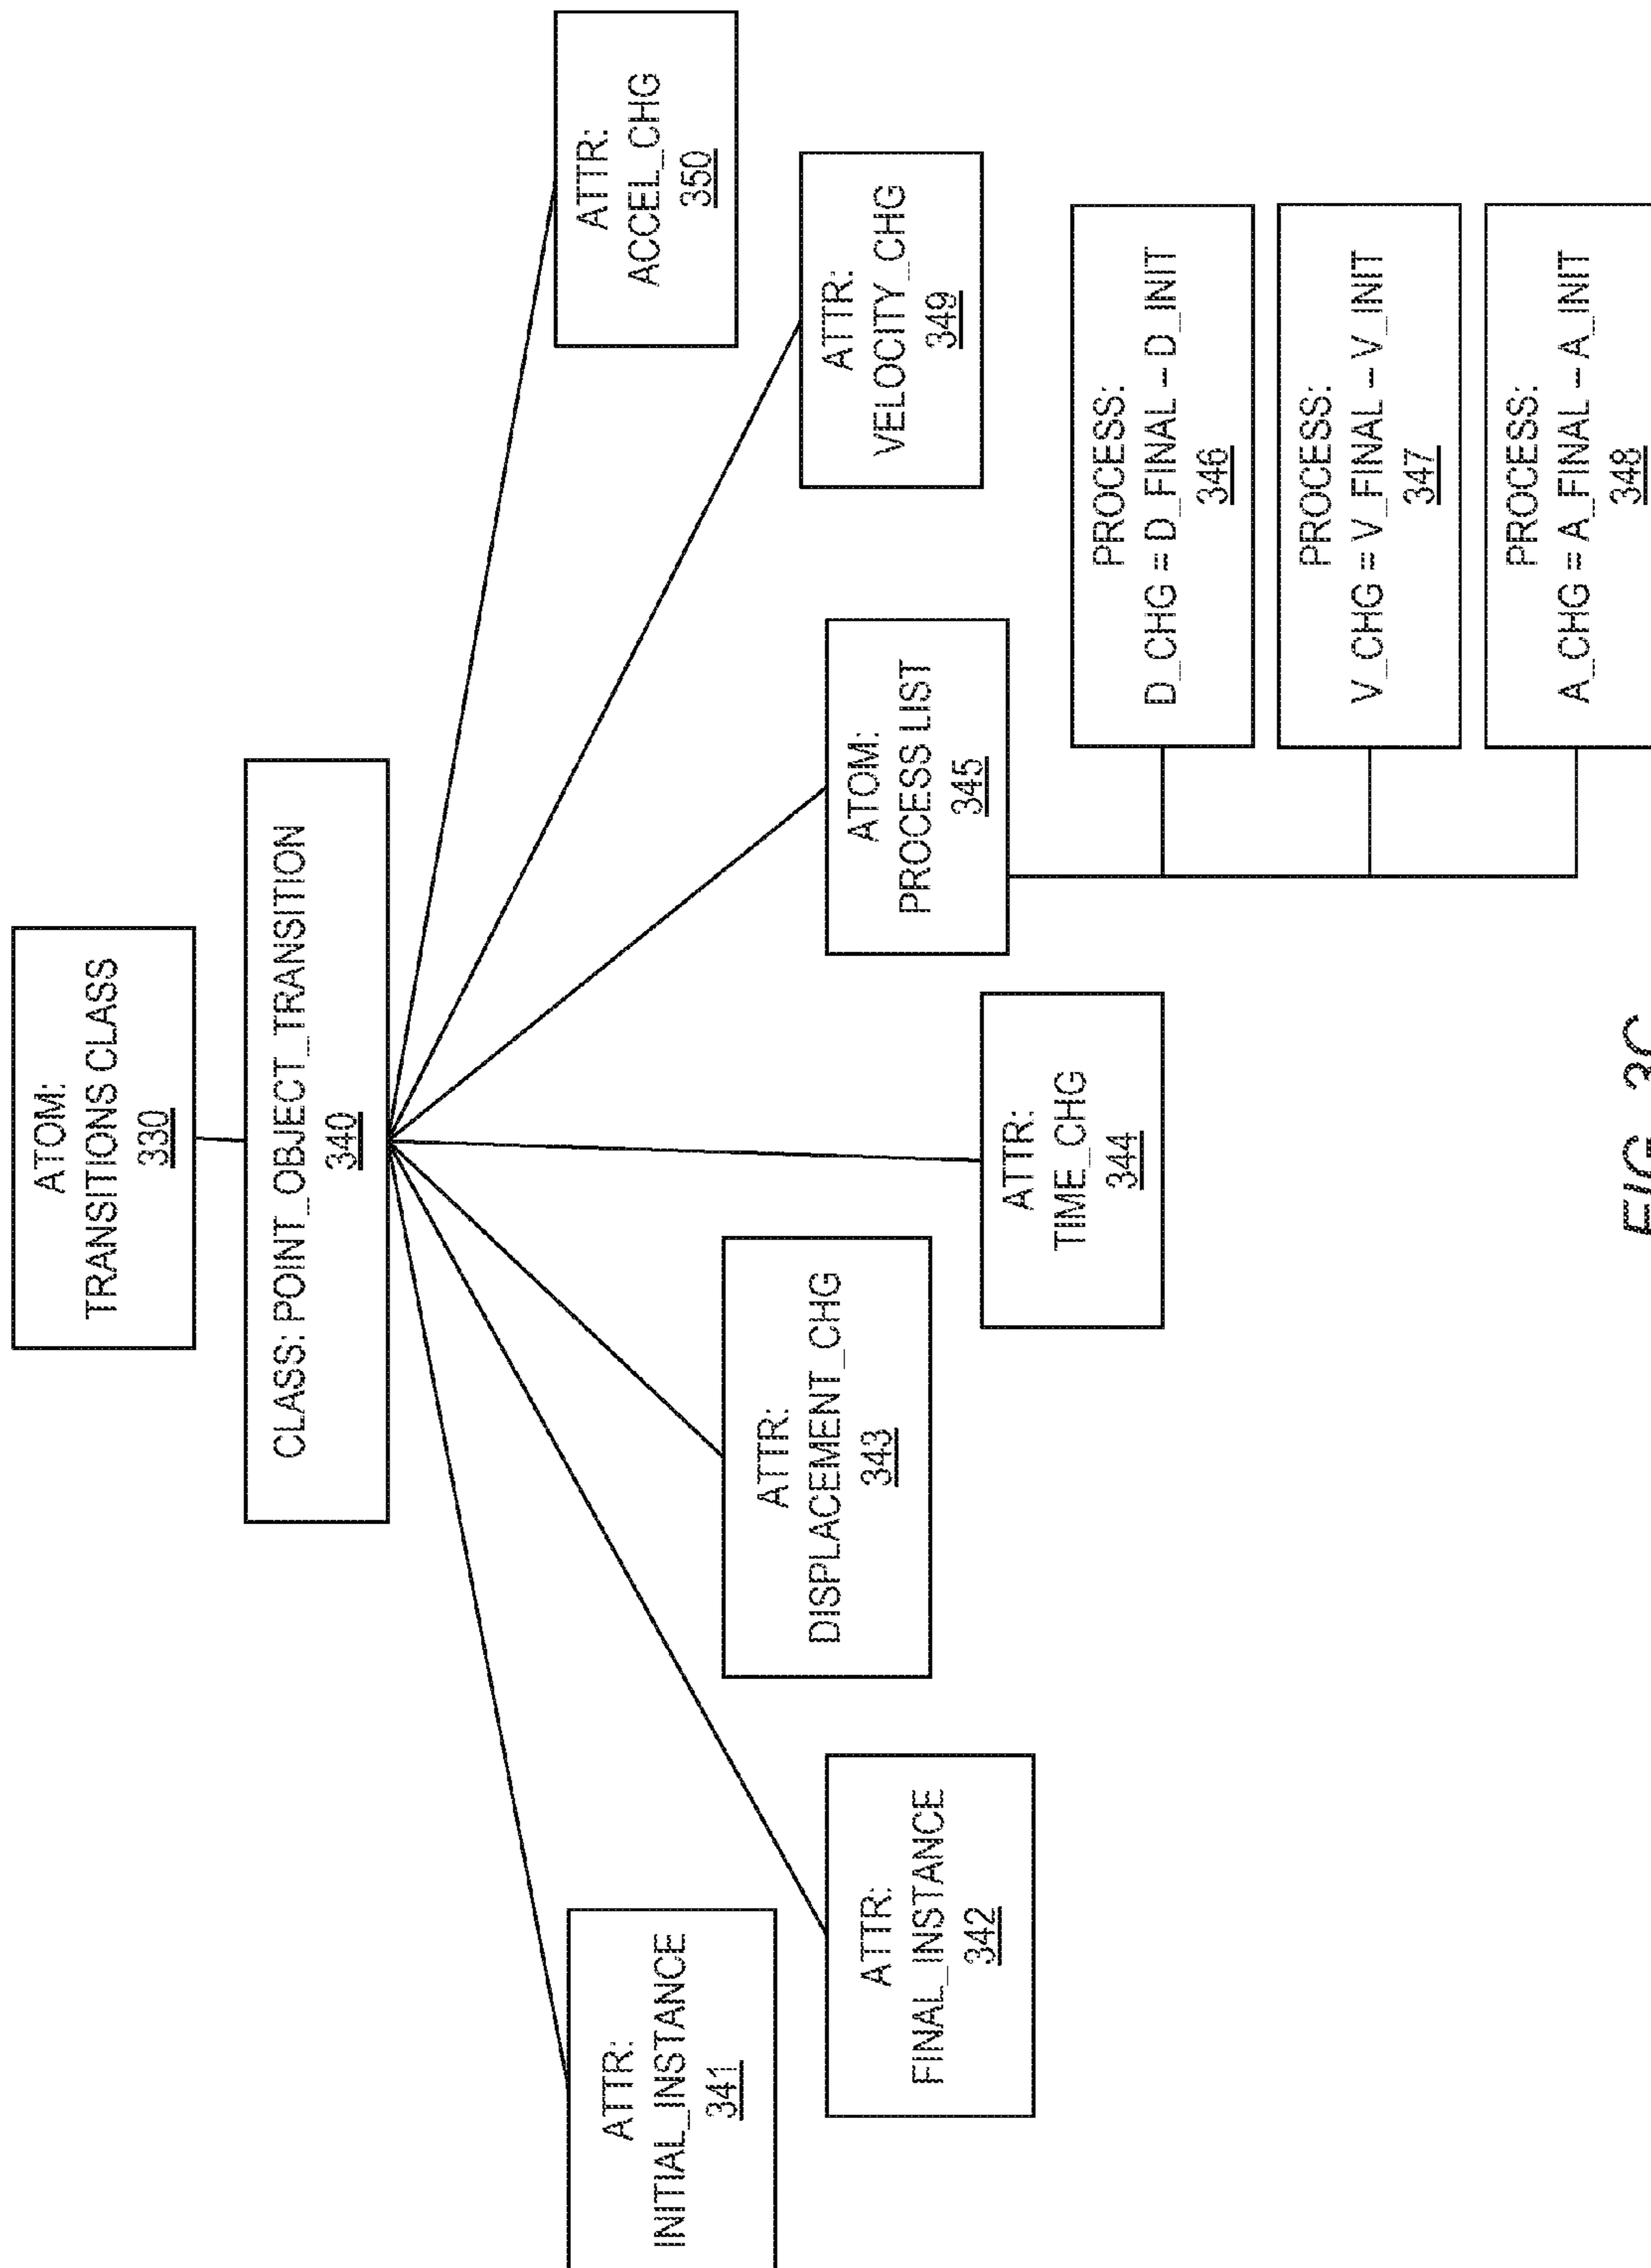 ATOM:
TRANSITIONS CLASS
330
CLASS: POINT_OBJECT_TRANSITION
340
ATTR:
INITIAL_INSTANCE
341
ATTR:
FINAL_INSTANCE
342
ATTR:
DISPLACEMENT_CHG
343
ATTR:
TIME_CHG
344
ATOM:
PROCESS LIST
345
PROCESS:
D_CHG = D_FINAL – D_INIT
346
PROCESS:
V_CHG = V_FINAL – V_INIT
347
PROCESS:
A_CHG = A_FINAL – A_INIT
348
ATTR:
VELOCITY_CHG
349
ATTR:
ACCEL_CHG
350
FIG. 3C